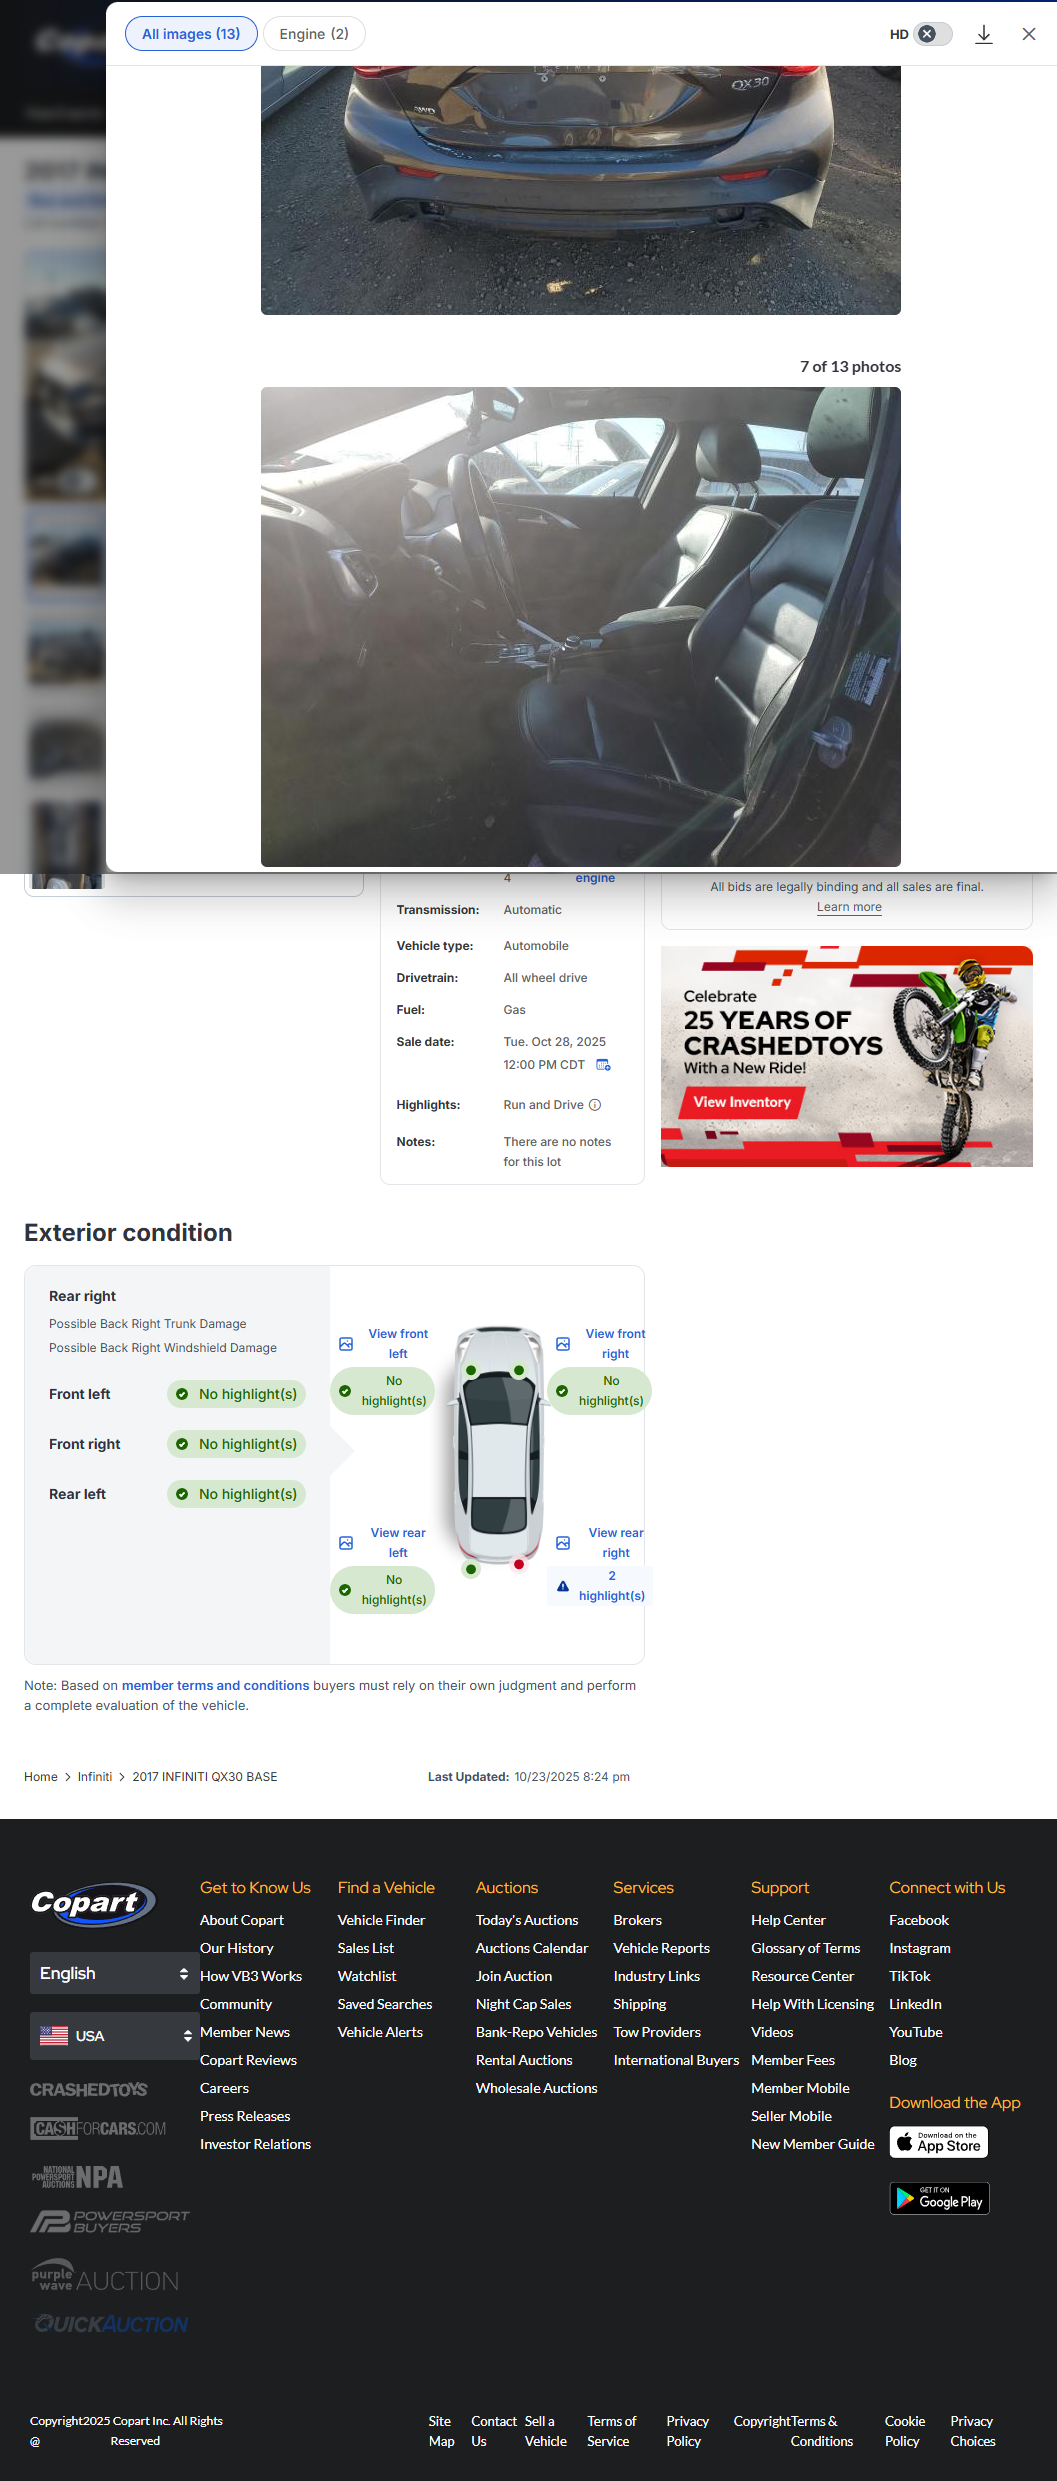 All images (13)
Engine (2)
HD
QX30
AWD
7 of 13 photos
Copart
2017
4
engine
Transmission: Automatic
Vehicle type: Automobile
Drivetrain: All wheel drive
Fuel: Gas
Sale date: Tue. Oct 28, 2025
12:00 PM CDT
Highlights: Run and Drive
Notes: There are no notes
for this lot
All bids are legally binding and all sales are final.
Learn more
Celebrate
25 YEARS OF
CRASHEDTOYS
With a New Ride!
View Inventory
Exterior condition
Rear right
Possible Back Right Trunk Damage
Possible Back Right Windshield Damage
Front left No highlight(s)
Front right No highlight(s)
Rear left No highlight(s)
View front
left
No
highlight(s)
View front
right
No
highlight(s)
View rear
left
No
highlight(s)
View rear
right
2
highlight(s)
Note: Based on member terms and conditions buyers must rely on their own judgment and perform
a complete evaluation of the vehicle.
Home > Infiniti > 2017 INFINITI QX30 BASE
Last Updated: 10/23/2025 8:24 pm
Copart
English
USA
CRASHEDTOYS
CASHFORCARS.COM
NATIONAL
POWERSPORT
AUCTIONS
NPA
POWERSPORT
BUYERS
purple
wave
AUCTION
QUICKAUCTION
Get to Know Us
About Copart
Our History
How VB3 Works
Community
Member News
Copart Reviews
Careers
Press Releases
Investor Relations
Find a Vehicle
Vehicle Finder
Sales List
Watchlist
Saved Searches
Vehicle Alerts
Auctions
Today's Auctions
Auctions Calendar
Join Auction
Night Cap Sales
Bank-Repo Vehicles
Rental Auctions
Wholesale Auctions
Services
Brokers
Vehicle Reports
Industry Links
Shipping
Tow Providers
International Buyers
Support
Help Center
Glossary of Terms
Resource Center
Help With Licensing
Videos
Member Fees
Member Mobile
Seller Mobile
New Member Guide
Connect with Us
Facebook
Instagram
TikTok
LinkedIn
YouTube
Blog
Download the App
Download on the
App Store
GET IT ON
Google Play
Copyright2025 Copart Inc. All Rights
@ Reserved
Site
Map
Contact
Us
Sell a
Vehicle
Terms of
Service
Privacy
Policy
Copyright
Terms &
Conditions
Cookie
Policy
Privacy
Choices